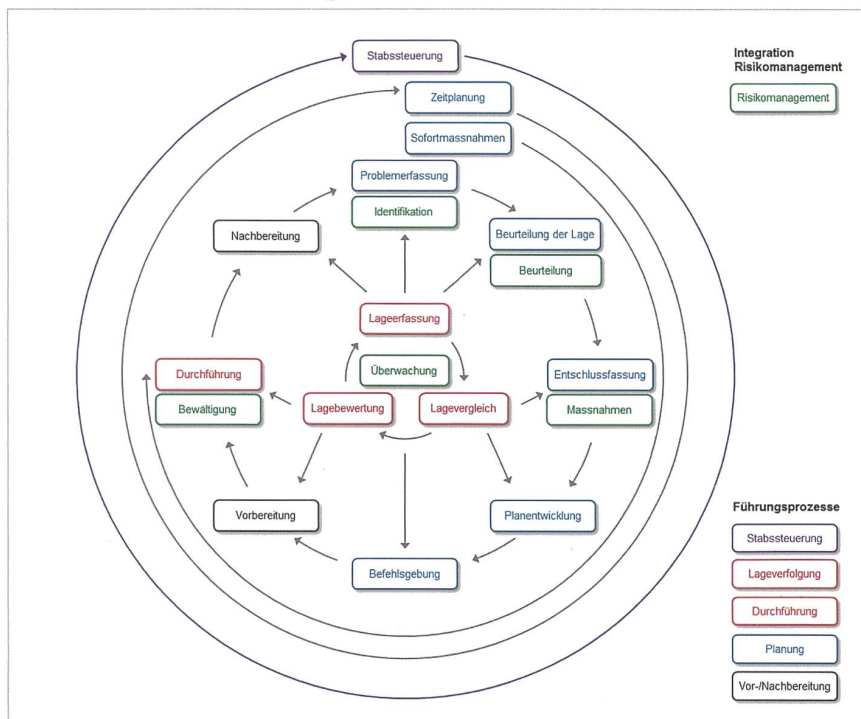 Stabssteuerung
Integration
Risikomanagement
Risikomanagement
Zeitplanung
Sofortmassnahmen
Problemerfassung
Identifikation
Nachbereitung
Beurteilung der Lage
Beurteilung
Lageerfassung
Durchführung
Bewältigung
Überwachung
Entschlussfassung
Massnahmen
Lagebewertung
Lagevergleich
Vorbereitung
Planentwicklung
Befehlsgebung
Führungsprozesse
Stabssteuerung
Lageverfolgung
Durchführung
Planung
Vor-/Nachbereitung